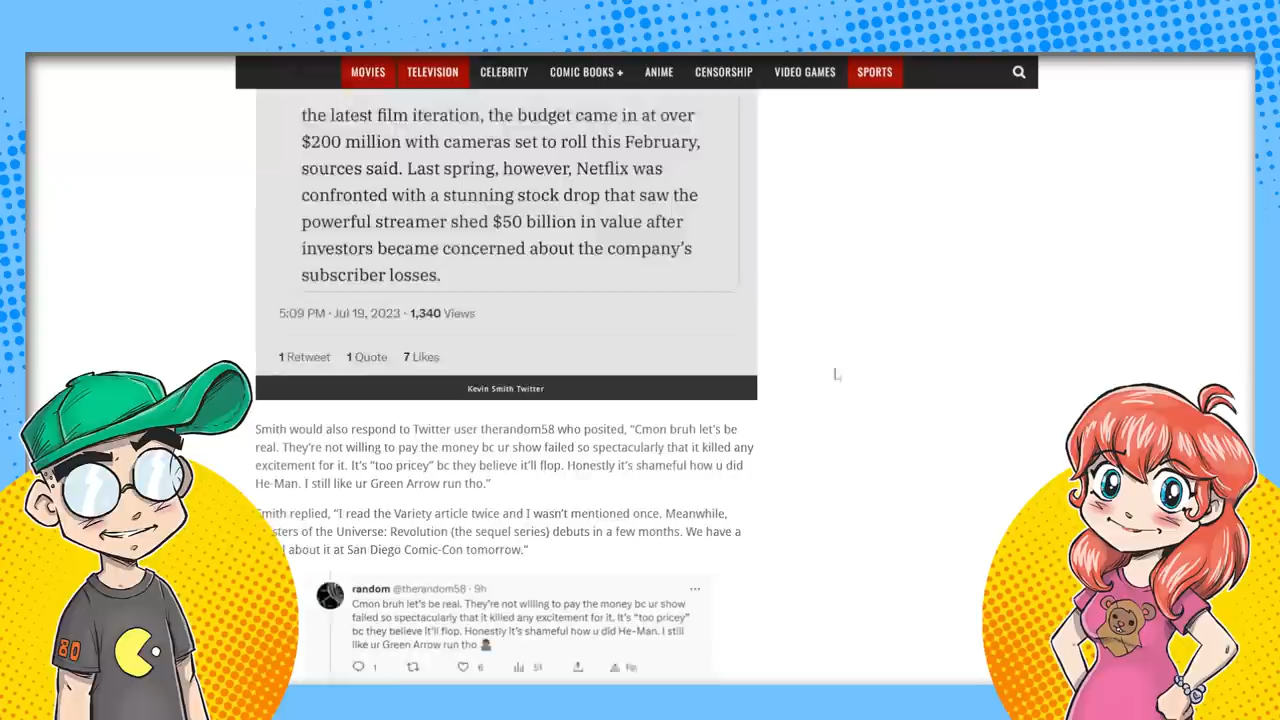 MOVIES TELEVISION CELEBRITY COMIC BOOKS + ANIME CENSORSHIP VIDEO GAMES SPORTS
the latest film iteration, the budget came in at over
$200 million with cameras set to roll this February,
sources said. Last spring, however, Netflix was
confronted with a stunning stock drop that saw the
powerful streamer shed $50 billion in value after
investors became concerned about the company's
subscriber losses.
5:09 PM · Jul 19, 2023 · 1,340 Views
1 Retweet 1 Quote 7 Likes
Kevin Smith Twitter
Smith would also respond to Twitter user therandom58 who posited, "Cmon bruh let's be
real. They're not willing to pay the money bc ur show failed so spectacularly that it killed any
excitement for it. It's "too pricey" bc they believe it'll flop. Honestly it's shameful how u did
He-Man. I still like ur Green Arrow run tho."
mith replied, "I read the Variety article twice and I wasn't mentioned once. Meanwhile,
sters of the Universe: Revolution (the sequel series) debuts in a few months. We have a
about it at San Diego Comic-Con tomorrow."
random @therandom58 · 9h
Cmon bruh let's be real. They're not willing to pay the money bc ur show
failed so spectacularly that it killed any excitement for it. It's "too pricey"
bc they believe it'll flop. Honestly it's shameful how u did He-Man. I still
like ur Green Arrow run tho
1 6 51
80